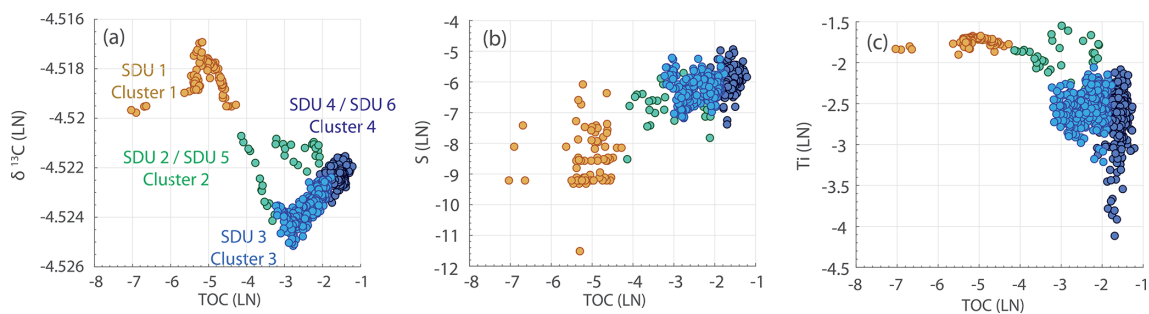 (a)
SDU 1
Cluster 1
SDU 4 / SDU 6
Cluster 4
SDU 2 / SDU 5
Cluster 2
SDU 3
Cluster 3
δ ¹³C (LN)
-4.516
-4.518
-4.52
-4.522
-4.524
-4.526
-8 -7 -6 -5 -4 -3 -2 -1
TOC (LN)
(b)
S (LN)
-4
-5
-6
-7
-8
-9
-10
-11
-12
-8 -7 -6 -5 -4 -3 -2 -1
TOC (LN)
(c)
Ti (LN)
-1.5
-2
-2.5
-3
-3.5
-4
-4.5
-8 -7 -6 -5 -4 -3 -2 -1
TOC (LN)